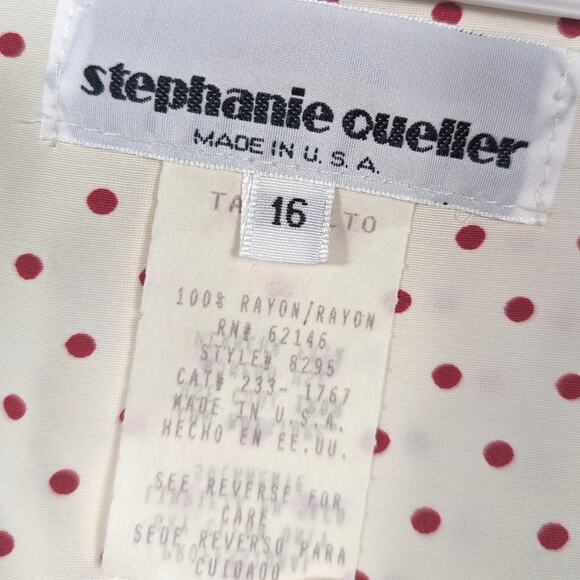 stephanie queller
MADE IN U.S.A.
16
100% RAYON/RAYON
RN# 62146
STYLE# 8295
CAT# 233-1767
MADE IN U.S.A.
HECHO EN EE.UU.
SEE REVERSE FOR
CARE
SEDE REVERSO PARA
CUIDADO